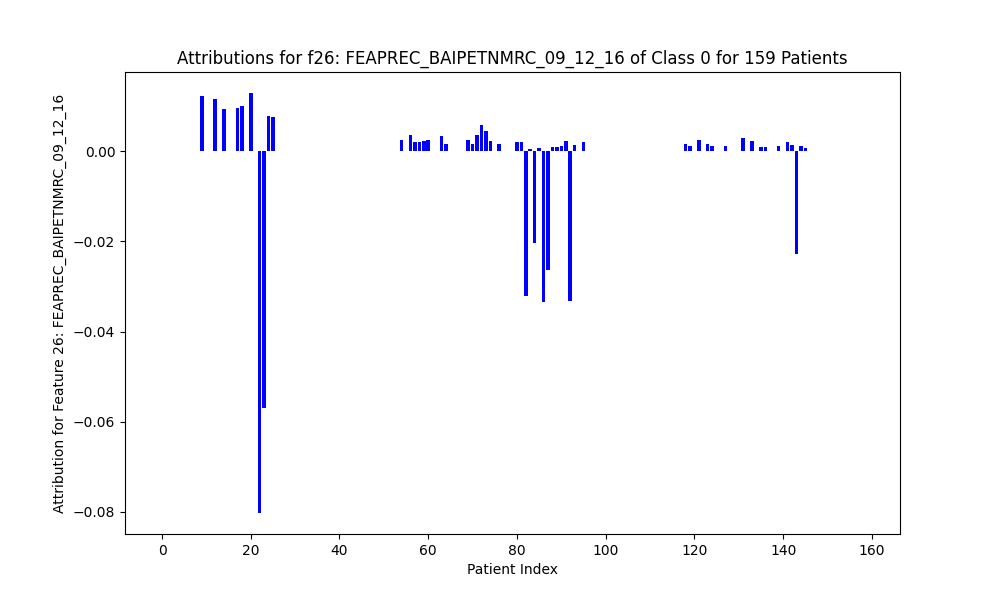 Attributions for f26: FEAPREC_BAIPETNMRC_09_12_16 of Class 0 for 159 Patients
Attribution for Feature 26: FEAPREC_BAIPETNMRC_09_12_16
0.00
−0.02
−0.04
−0.06
−0.08
0 20 40 60 80 100 120 140 160
Patient Index